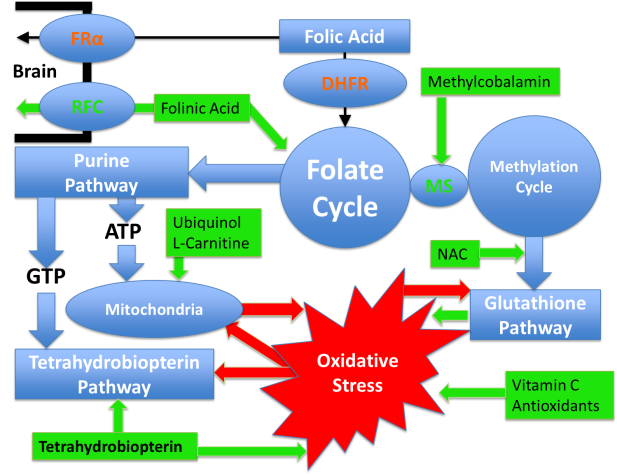 FRα
Folic Acid
Brain
DHFR
Methylcobalamin
RFC
Folinic Acid
Purine
Pathway
Folate
Cycle
MS
Methylation
Cycle
ATP
Ubiquinol
L-Carnitine
NAC
GTP
Mitochondria
Glutathione
Pathway
Oxidative
Stress
Tetrahydrobiopterin
Pathway
Vitamin C
Antioxidants
Tetrahydrobiopterin